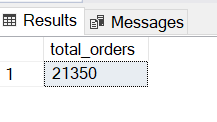 Results Messages
total_orders
1 21350